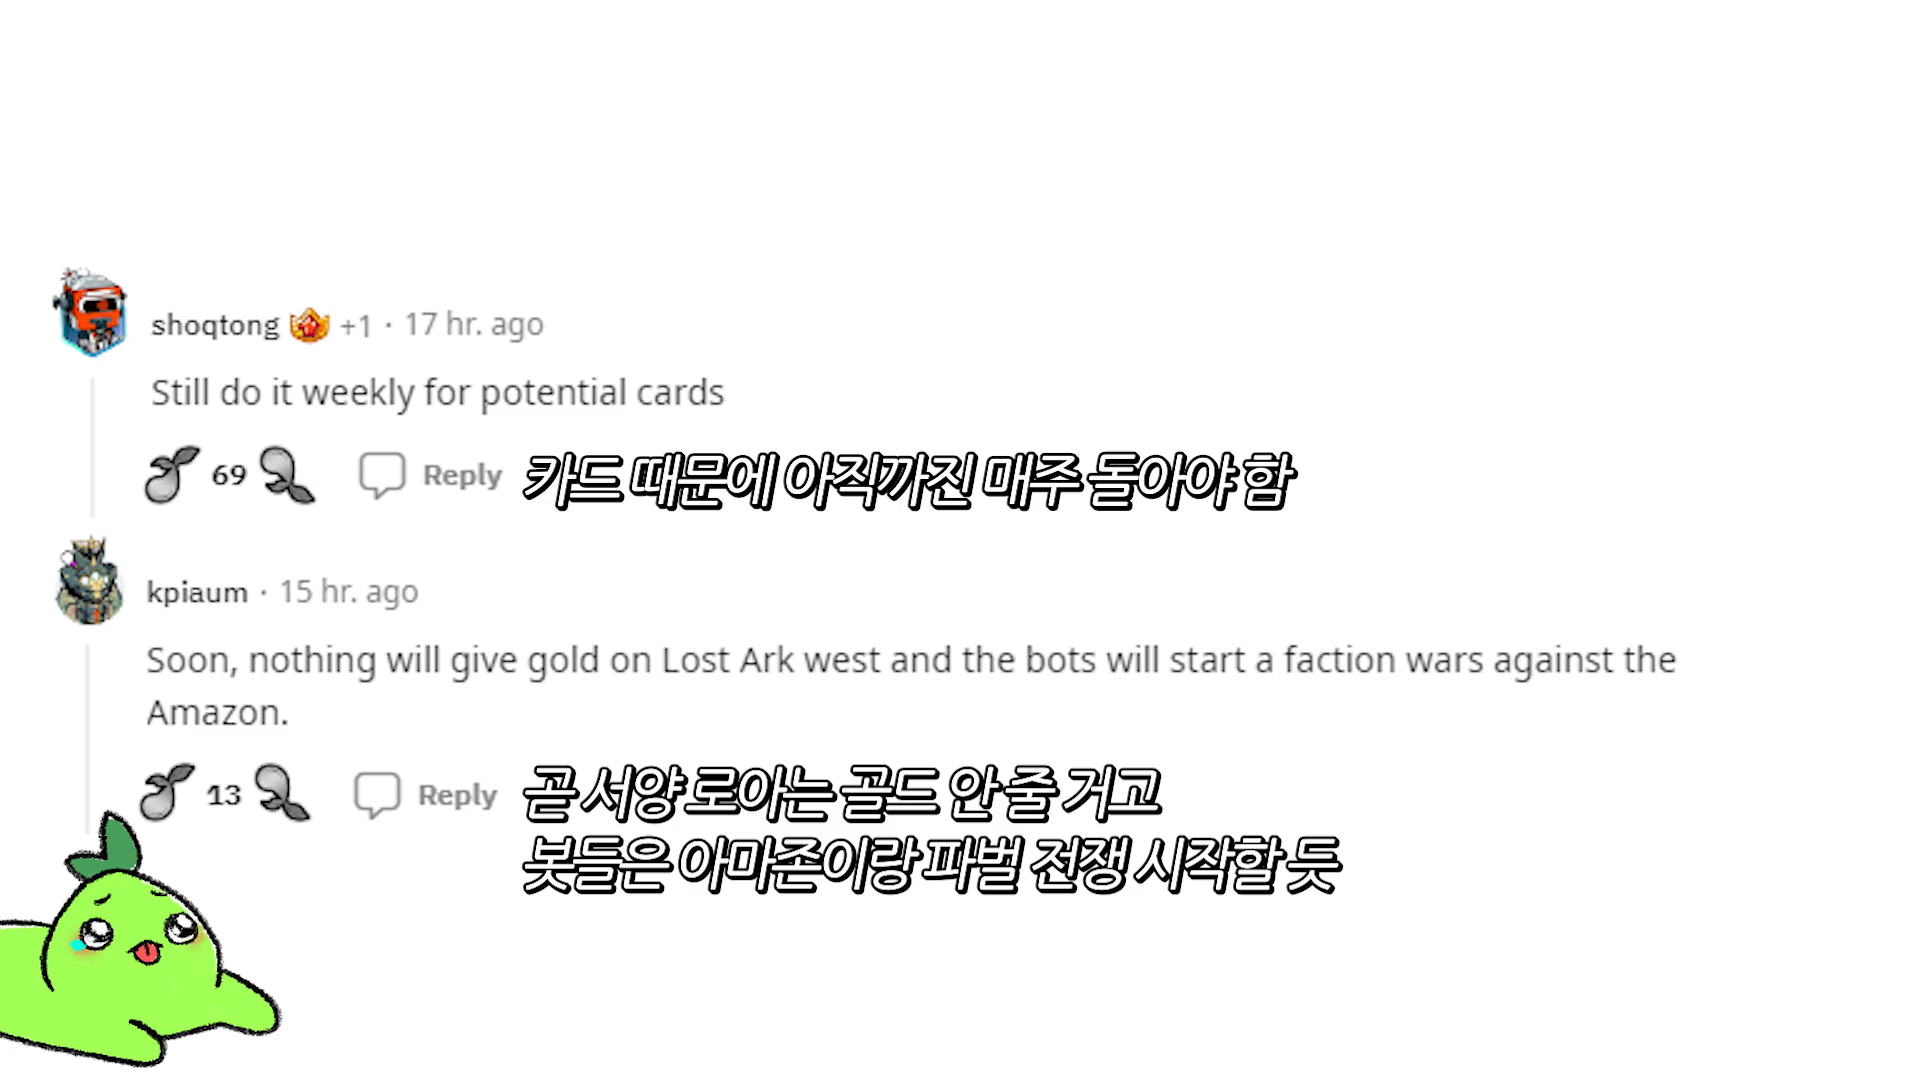 shoqtong +1 · 17 hr. ago
Still do it weekly for potential cards
69 Reply 카드 때문에 아직까진 매주 돌아야 함
kpiaum · 15 hr. ago
Soon, nothing will give gold on Lost Ark west and the bots will start a faction wars against the
Amazon.
13 Reply 곧 서양 로아는 골드 안 줄 거고
봇들은 아마존이랑 파벌 전쟁 시작할 듯